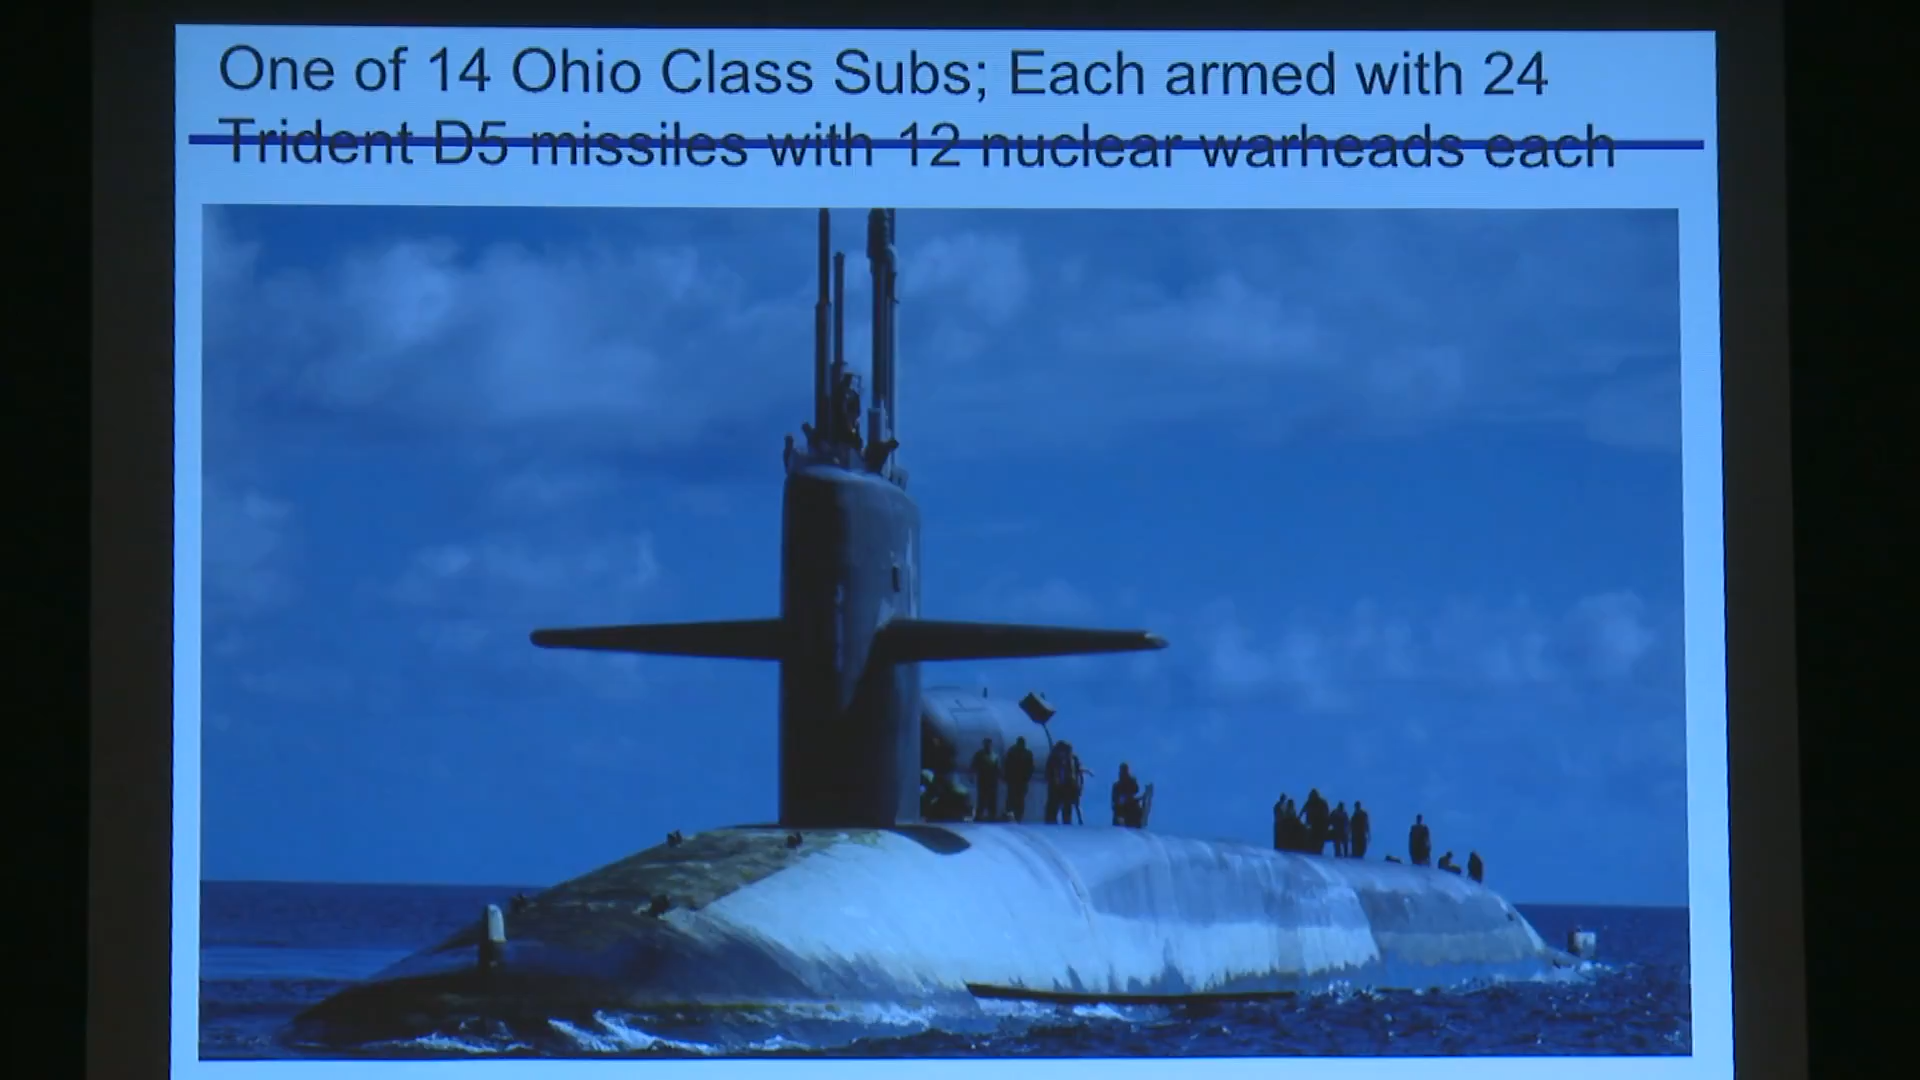 One of 14 Ohio Class Subs; Each armed with 24
Trident D5 missiles with 12 nuclear warheads each